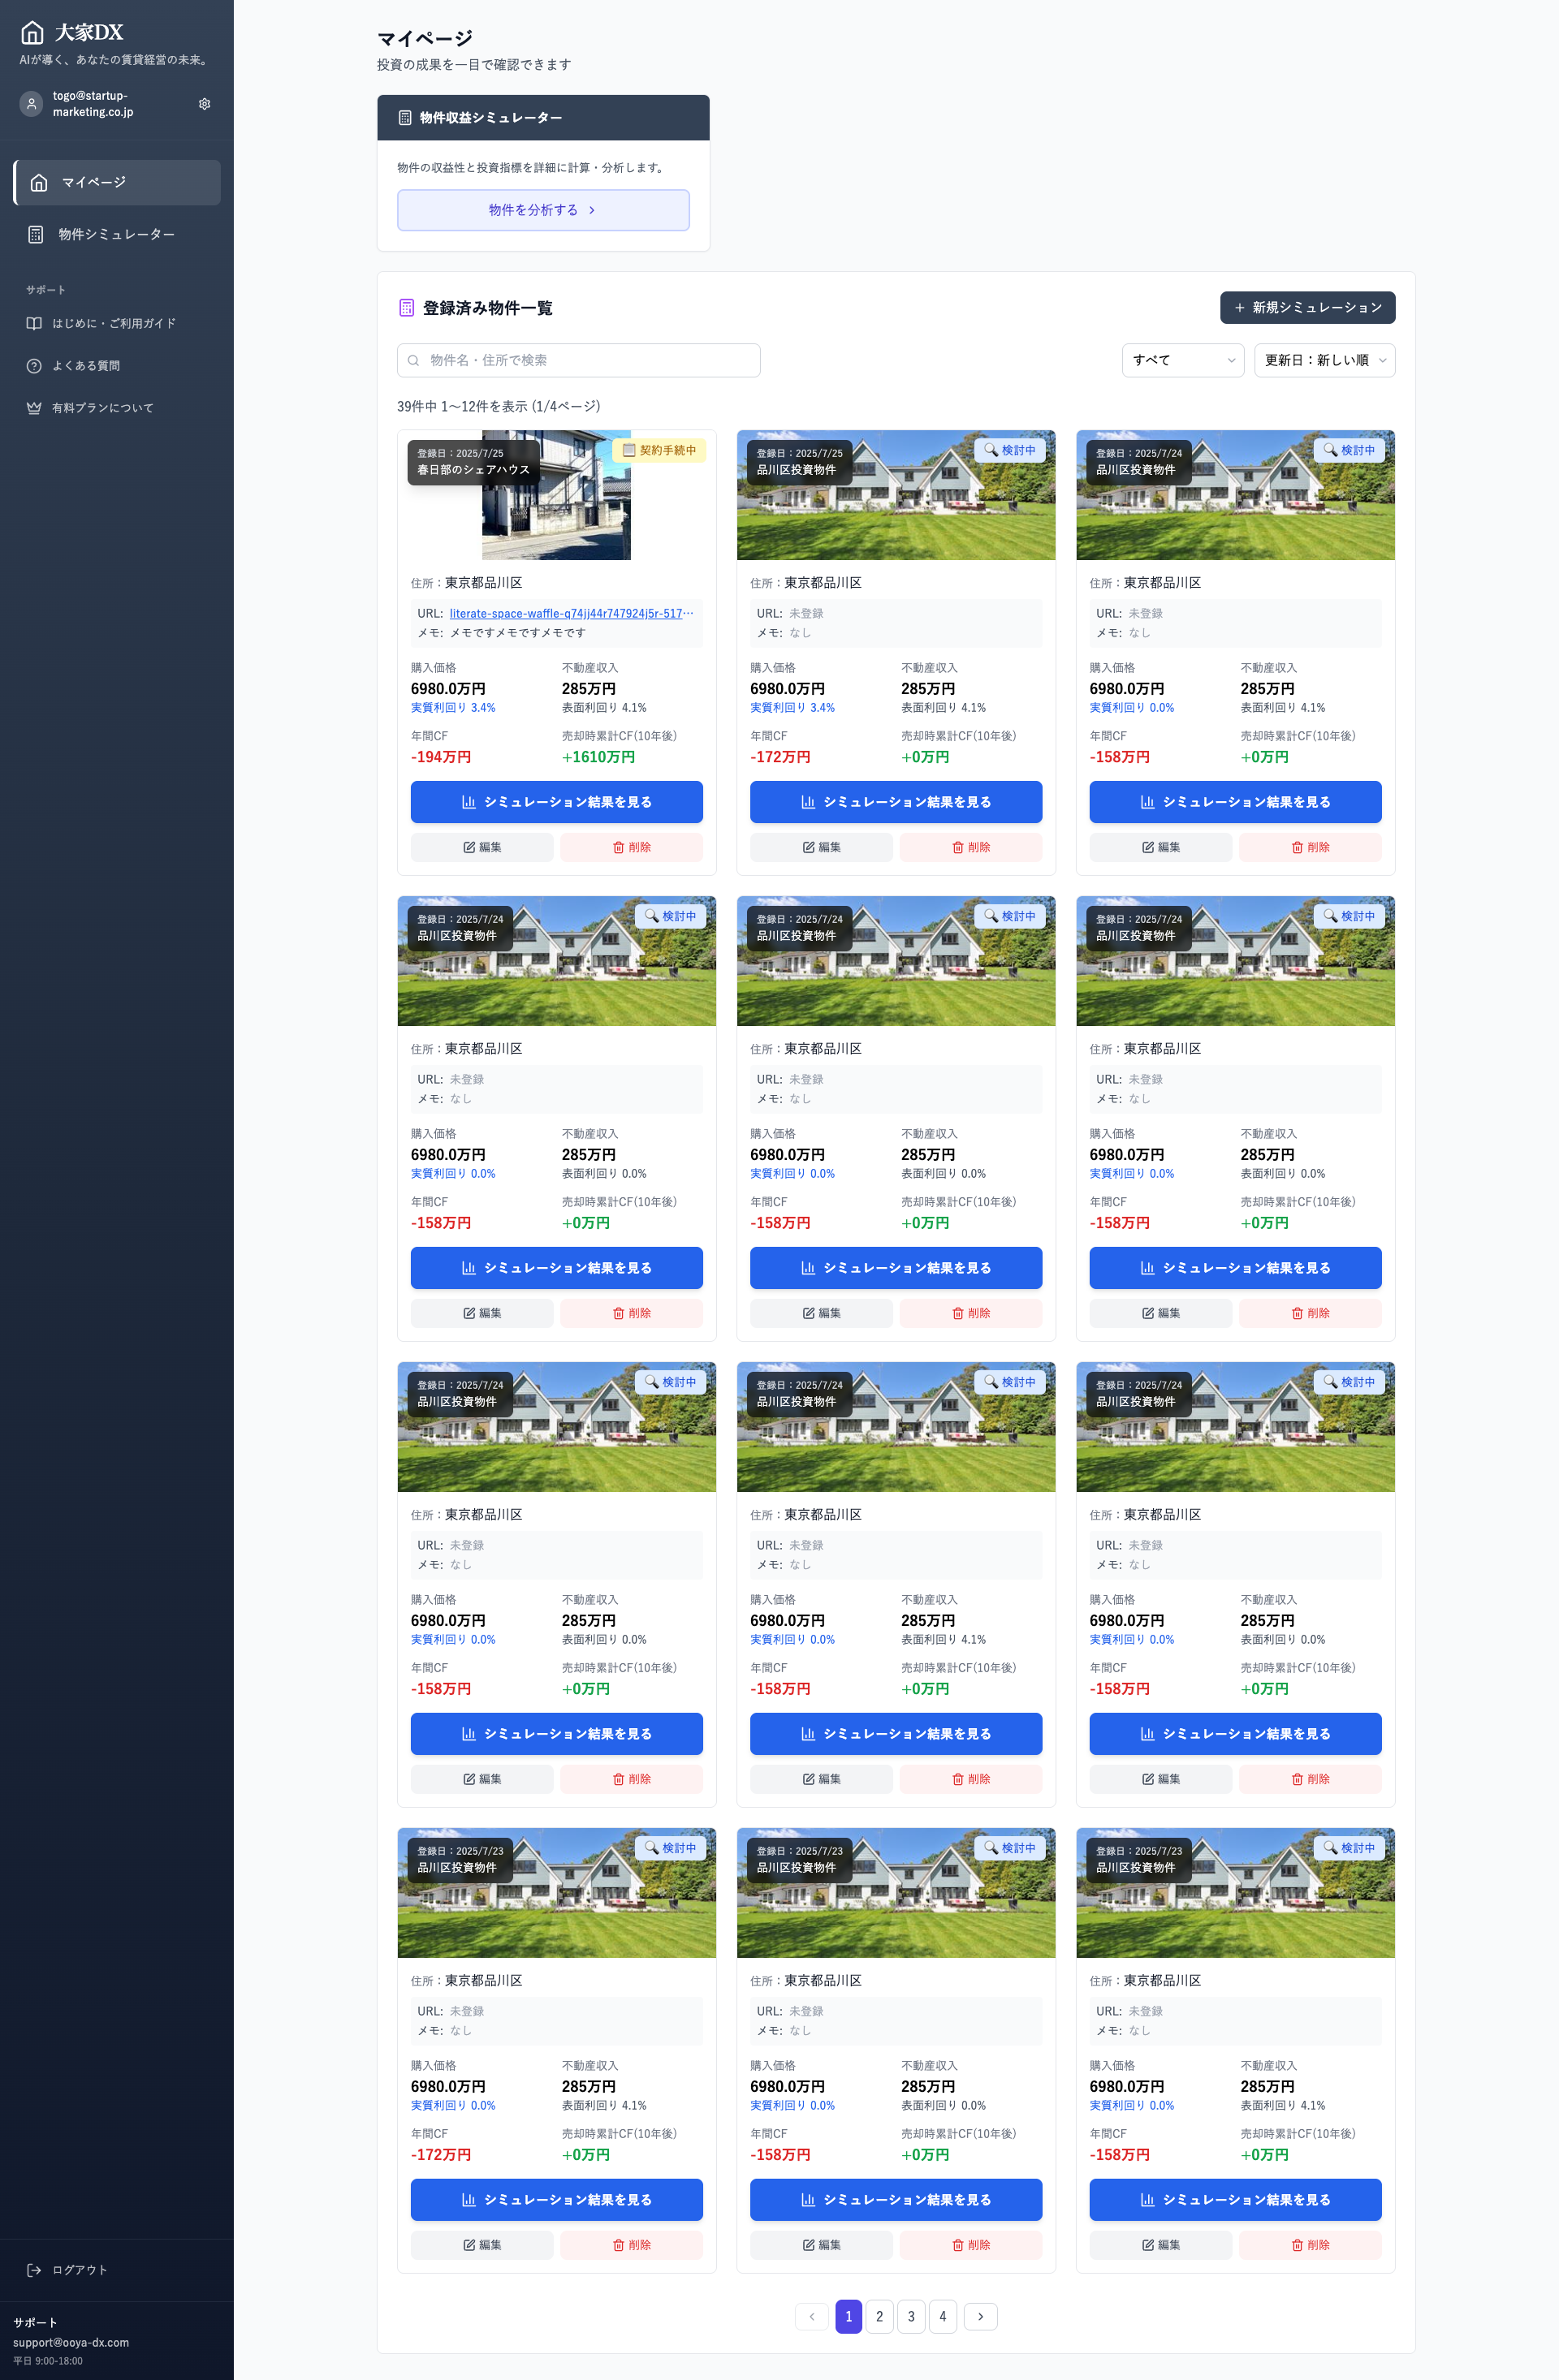 大家DX
AIが導く、あなたの賃貸経営の未来。
togo@startup-
marketing.co.jp
マイページ
物件シミュレーター
サポート
はじめに・ご利用ガイド
よくある質問
有料プランについて
ログアウト
サポート
support@ooya-dx.com
平日 9:00-18:00
マイページ
投資の成果を一目で確認できます
物件収益シミュレーター
物件の収益性と投資指標を詳細に計算・分析します。
物件を分析する
登録済み物件一覧
新規シミュレーション
物件名・住所で検索
すべて
更新日：新しい順
39件中 1〜12件を表示 (1/4ページ)
登録日：2025/7/25
春日部のシェアハウス
契約手続中
住所：東京都品川区
URL: literate-space-waffle-q74jj44r747924j5r-517…
メモ: メモですメモですメモです
購入価格 不動産収入
6980.0万円 285万円
実質利回り 3.4% 表面利回り 4.1%
年間CF 売却時累計CF(10年後)
-194万円 +1610万円
シミュレーション結果を見る
編集 削除
登録日：2025/7/25
品川区投資物件
検討中
住所：東京都品川区
URL: 未登録
メモ: なし
購入価格 不動産収入
6980.0万円 285万円
実質利回り 3.4% 表面利回り 4.1%
年間CF 売却時累計CF(10年後)
-172万円 +0万円
シミュレーション結果を見る
編集 削除
登録日：2025/7/24
品川区投資物件
検討中
住所：東京都品川区
URL: 未登録
メモ: なし
購入価格 不動産収入
6980.0万円 285万円
実質利回り 0.0% 表面利回り 4.1%
年間CF 売却時累計CF(10年後)
-158万円 +0万円
シミュレーション結果を見る
編集 削除
登録日：2025/7/24
品川区投資物件
検討中
住所：東京都品川区
URL: 未登録
メモ: なし
購入価格 不動産収入
6980.0万円 285万円
実質利回り 0.0% 表面利回り 0.0%
年間CF 売却時累計CF(10年後)
-158万円 +0万円
シミュレーション結果を見る
編集 削除
登録日：2025/7/24
品川区投資物件
検討中
住所：東京都品川区
URL: 未登録
メモ: なし
購入価格 不動産収入
6980.0万円 285万円
実質利回り 0.0% 表面利回り 0.0%
年間CF 売却時累計CF(10年後)
-158万円 +0万円
シミュレーション結果を見る
編集 削除
登録日：2025/7/24
品川区投資物件
検討中
住所：東京都品川区
URL: 未登録
メモ: なし
購入価格 不動産収入
6980.0万円 285万円
実質利回り 0.0% 表面利回り 0.0%
年間CF 売却時累計CF(10年後)
-158万円 +0万円
シミュレーション結果を見る
編集 削除
登録日：2025/7/24
品川区投資物件
検討中
住所：東京都品川区
URL: 未登録
メモ: なし
購入価格 不動産収入
6980.0万円 285万円
実質利回り 0.0% 表面利回り 0.0%
年間CF 売却時累計CF(10年後)
-158万円 +0万円
シミュレーション結果を見る
編集 削除
登録日：2025/7/24
品川区投資物件
検討中
住所：東京都品川区
URL: 未登録
メモ: なし
購入価格 不動産収入
6980.0万円 285万円
実質利回り 0.0% 表面利回り 4.1%
年間CF 売却時累計CF(10年後)
-158万円 +0万円
シミュレーション結果を見る
編集 削除
登録日：2025/7/24
品川区投資物件
検討中
住所：東京都品川区
URL: 未登録
メモ: なし
購入価格 不動産収入
6980.0万円 285万円
実質利回り 0.0% 表面利回り 0.0%
年間CF 売却時累計CF(10年後)
-158万円 +0万円
シミュレーション結果を見る
編集 削除
登録日：2025/7/23
品川区投資物件
検討中
住所：東京都品川区
URL: 未登録
メモ: なし
購入価格 不動産収入
6980.0万円 285万円
実質利回り 0.0% 表面利回り 4.1%
年間CF 売却時累計CF(10年後)
-172万円 +0万円
シミュレーション結果を見る
編集 削除
登録日：2025/7/23
品川区投資物件
検討中
住所：東京都品川区
URL: 未登録
メモ: なし
購入価格 不動産収入
6980.0万円 285万円
実質利回り 0.0% 表面利回り 0.0%
年間CF 売却時累計CF(10年後)
-158万円 +0万円
シミュレーション結果を見る
編集 削除
登録日：2025/7/23
品川区投資物件
検討中
住所：東京都品川区
URL: 未登録
メモ: なし
購入価格 不動産収入
6980.0万円 285万円
実質利回り 0.0% 表面利回り 4.1%
年間CF 売却時累計CF(10年後)
-158万円 +0万円
シミュレーション結果を見る
編集 削除
1 2 3 4